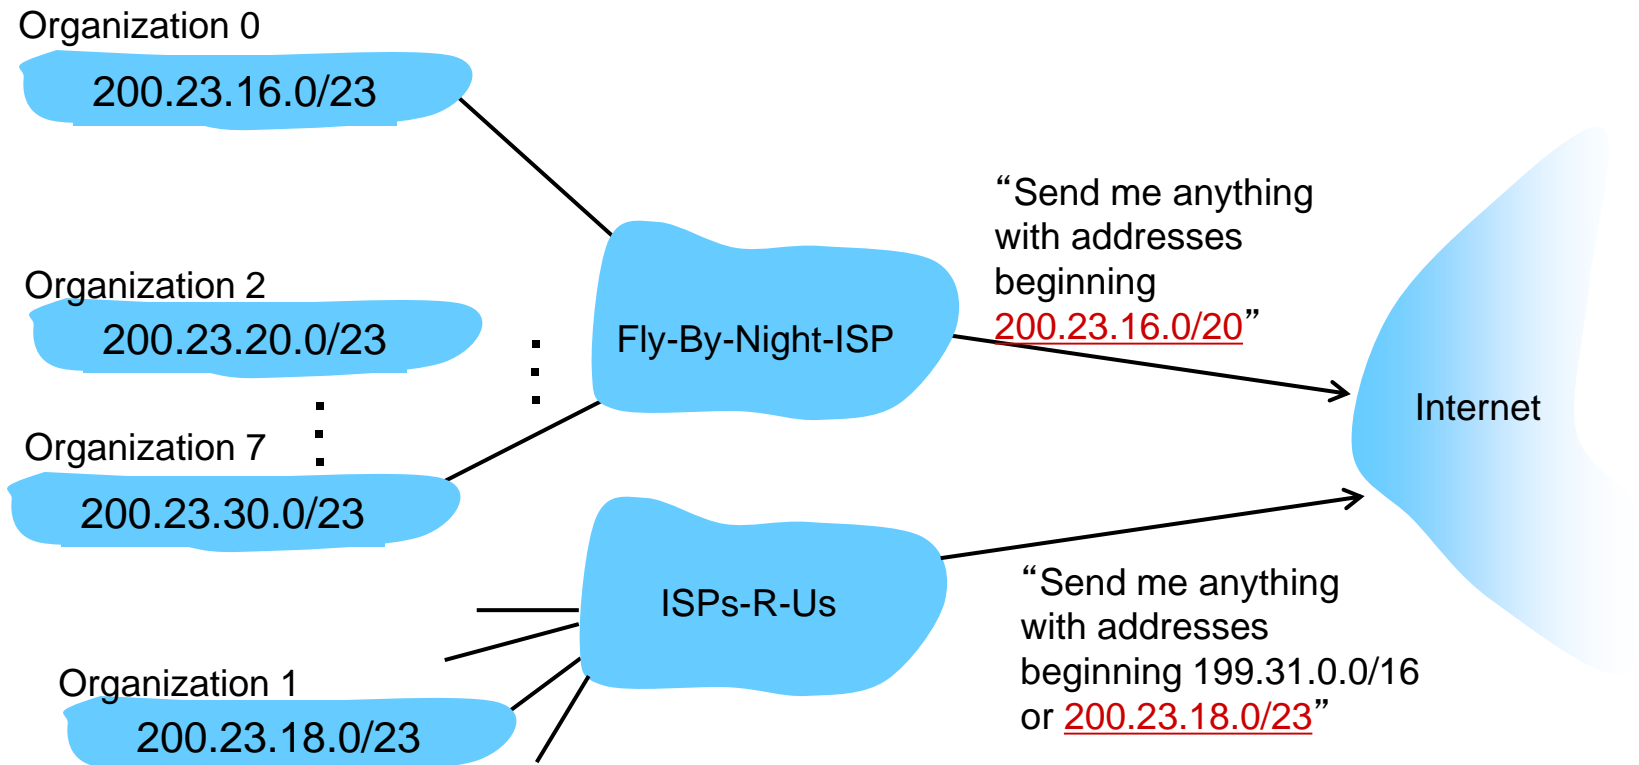 Organization 0
200.23.16.0/23
Organization 2
200.23.20.0/23
Organization 7
200.23.30.0/23
Organization 1
200.23.18.0/23
Fly-By-Night-ISP
ISPs-R-Us
“Send me anything
with addresses
beginning
200.23.16.0/20”
“Send me anything
with addresses
beginning 199.31.0.0/16
or 200.23.18.0/23”
Internet